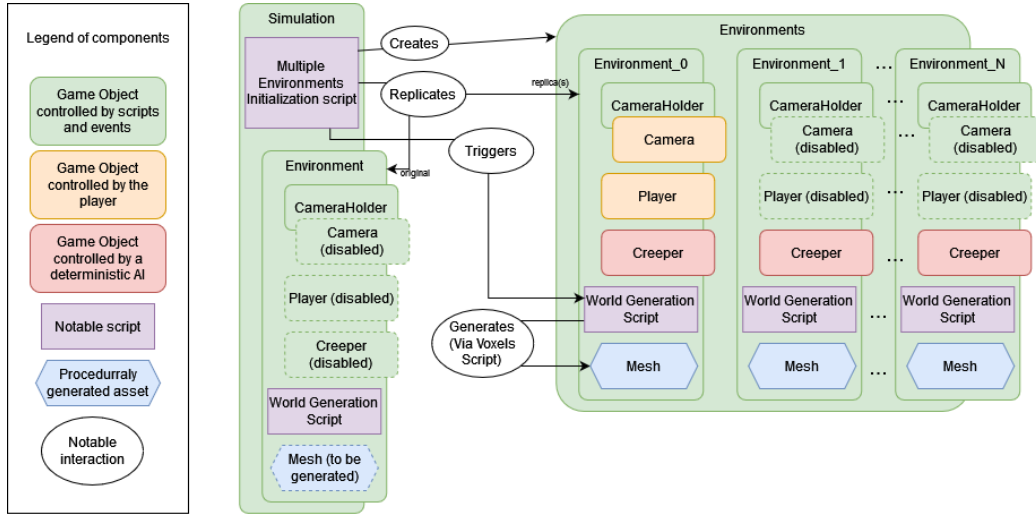 Legend of components
Game Object
controlled by scripts
and events
Game Object
controlled by the
player
Game Object
controlled by a
deterministic AI
Notable script
Procedurraly
generated asset
Notable
interaction
Simulation
Multiple
Environments
Initialization script
Environment
CameraHolder
Camera
(disabled)
Player (disabled)
Creeper
(disabled)
World Generation
Script
Mesh (to be
generated)
Creates
Replicates
replica(s)
original
Triggers
Generates
(Via Voxels
Script)
Environments
Environment_0
CameraHolder
Camera
Player
Creeper
World Generation
Script
Mesh
Environment_1
CameraHolder
Camera
(disabled)
Player (disabled)
Creeper
World Generation
Script
Mesh
...
...
...
...
...
...
...
Environment_N
CameraHolder
Camera
(disabled)
Player (disabled)
Creeper
World Generation
Script
Mesh